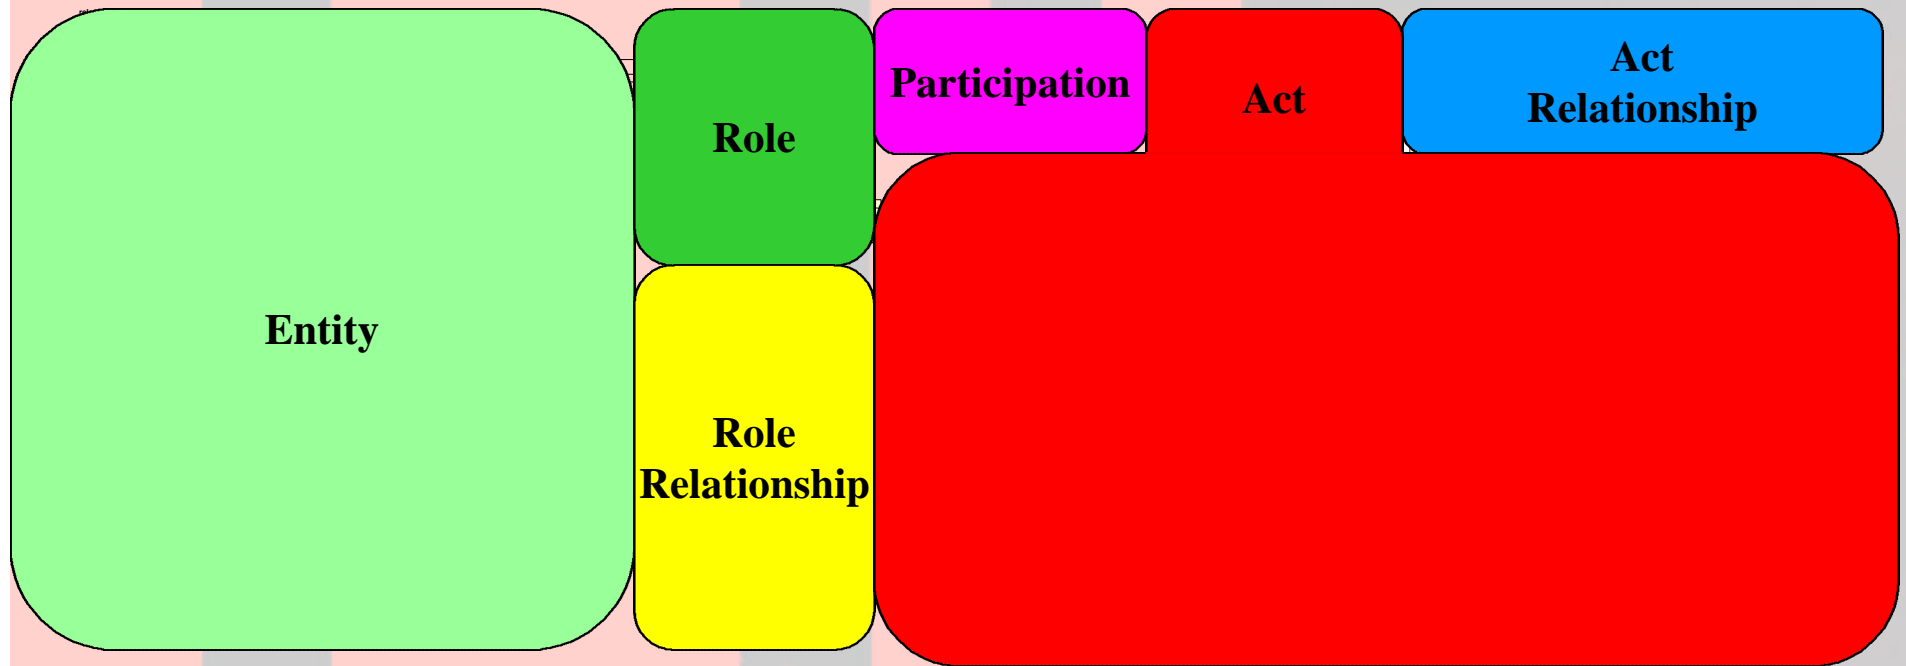 Entity
Role
Role
Relationship
Participation
Act
Act
Relationship